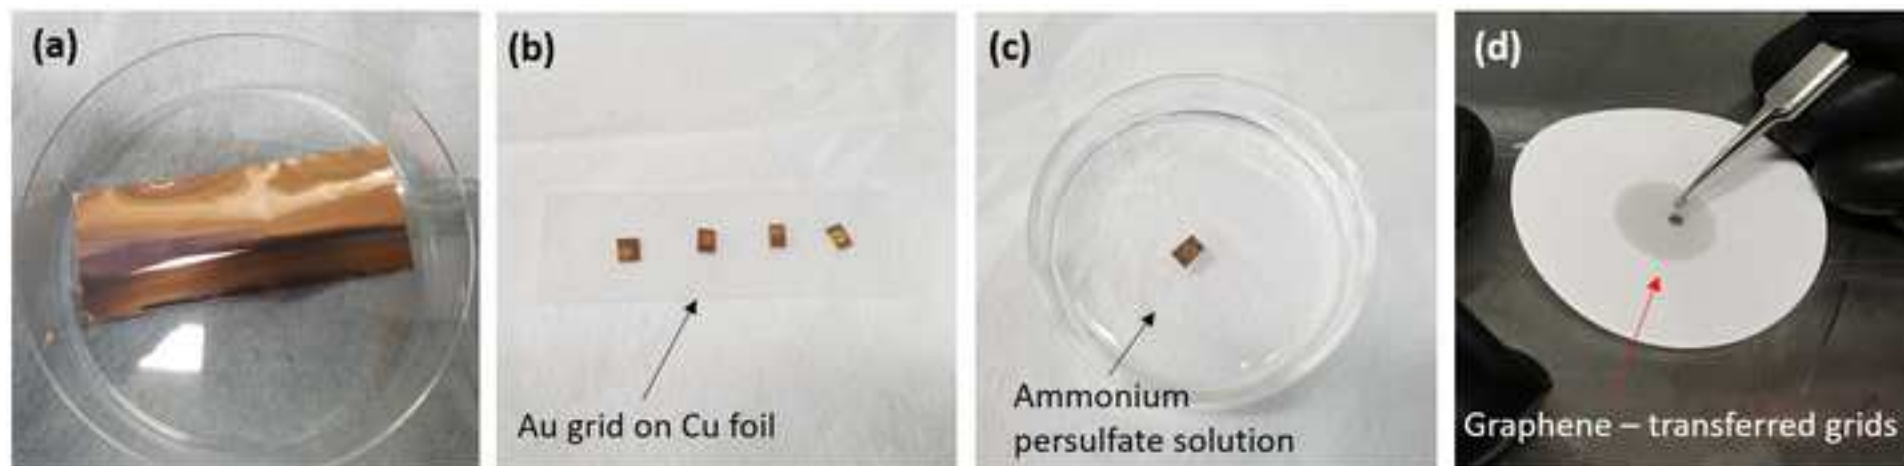 (a)
(b)
(c)
(d)
Au grid on Cu foil
Ammonium
persulfate solution
Graphene – transferred grids